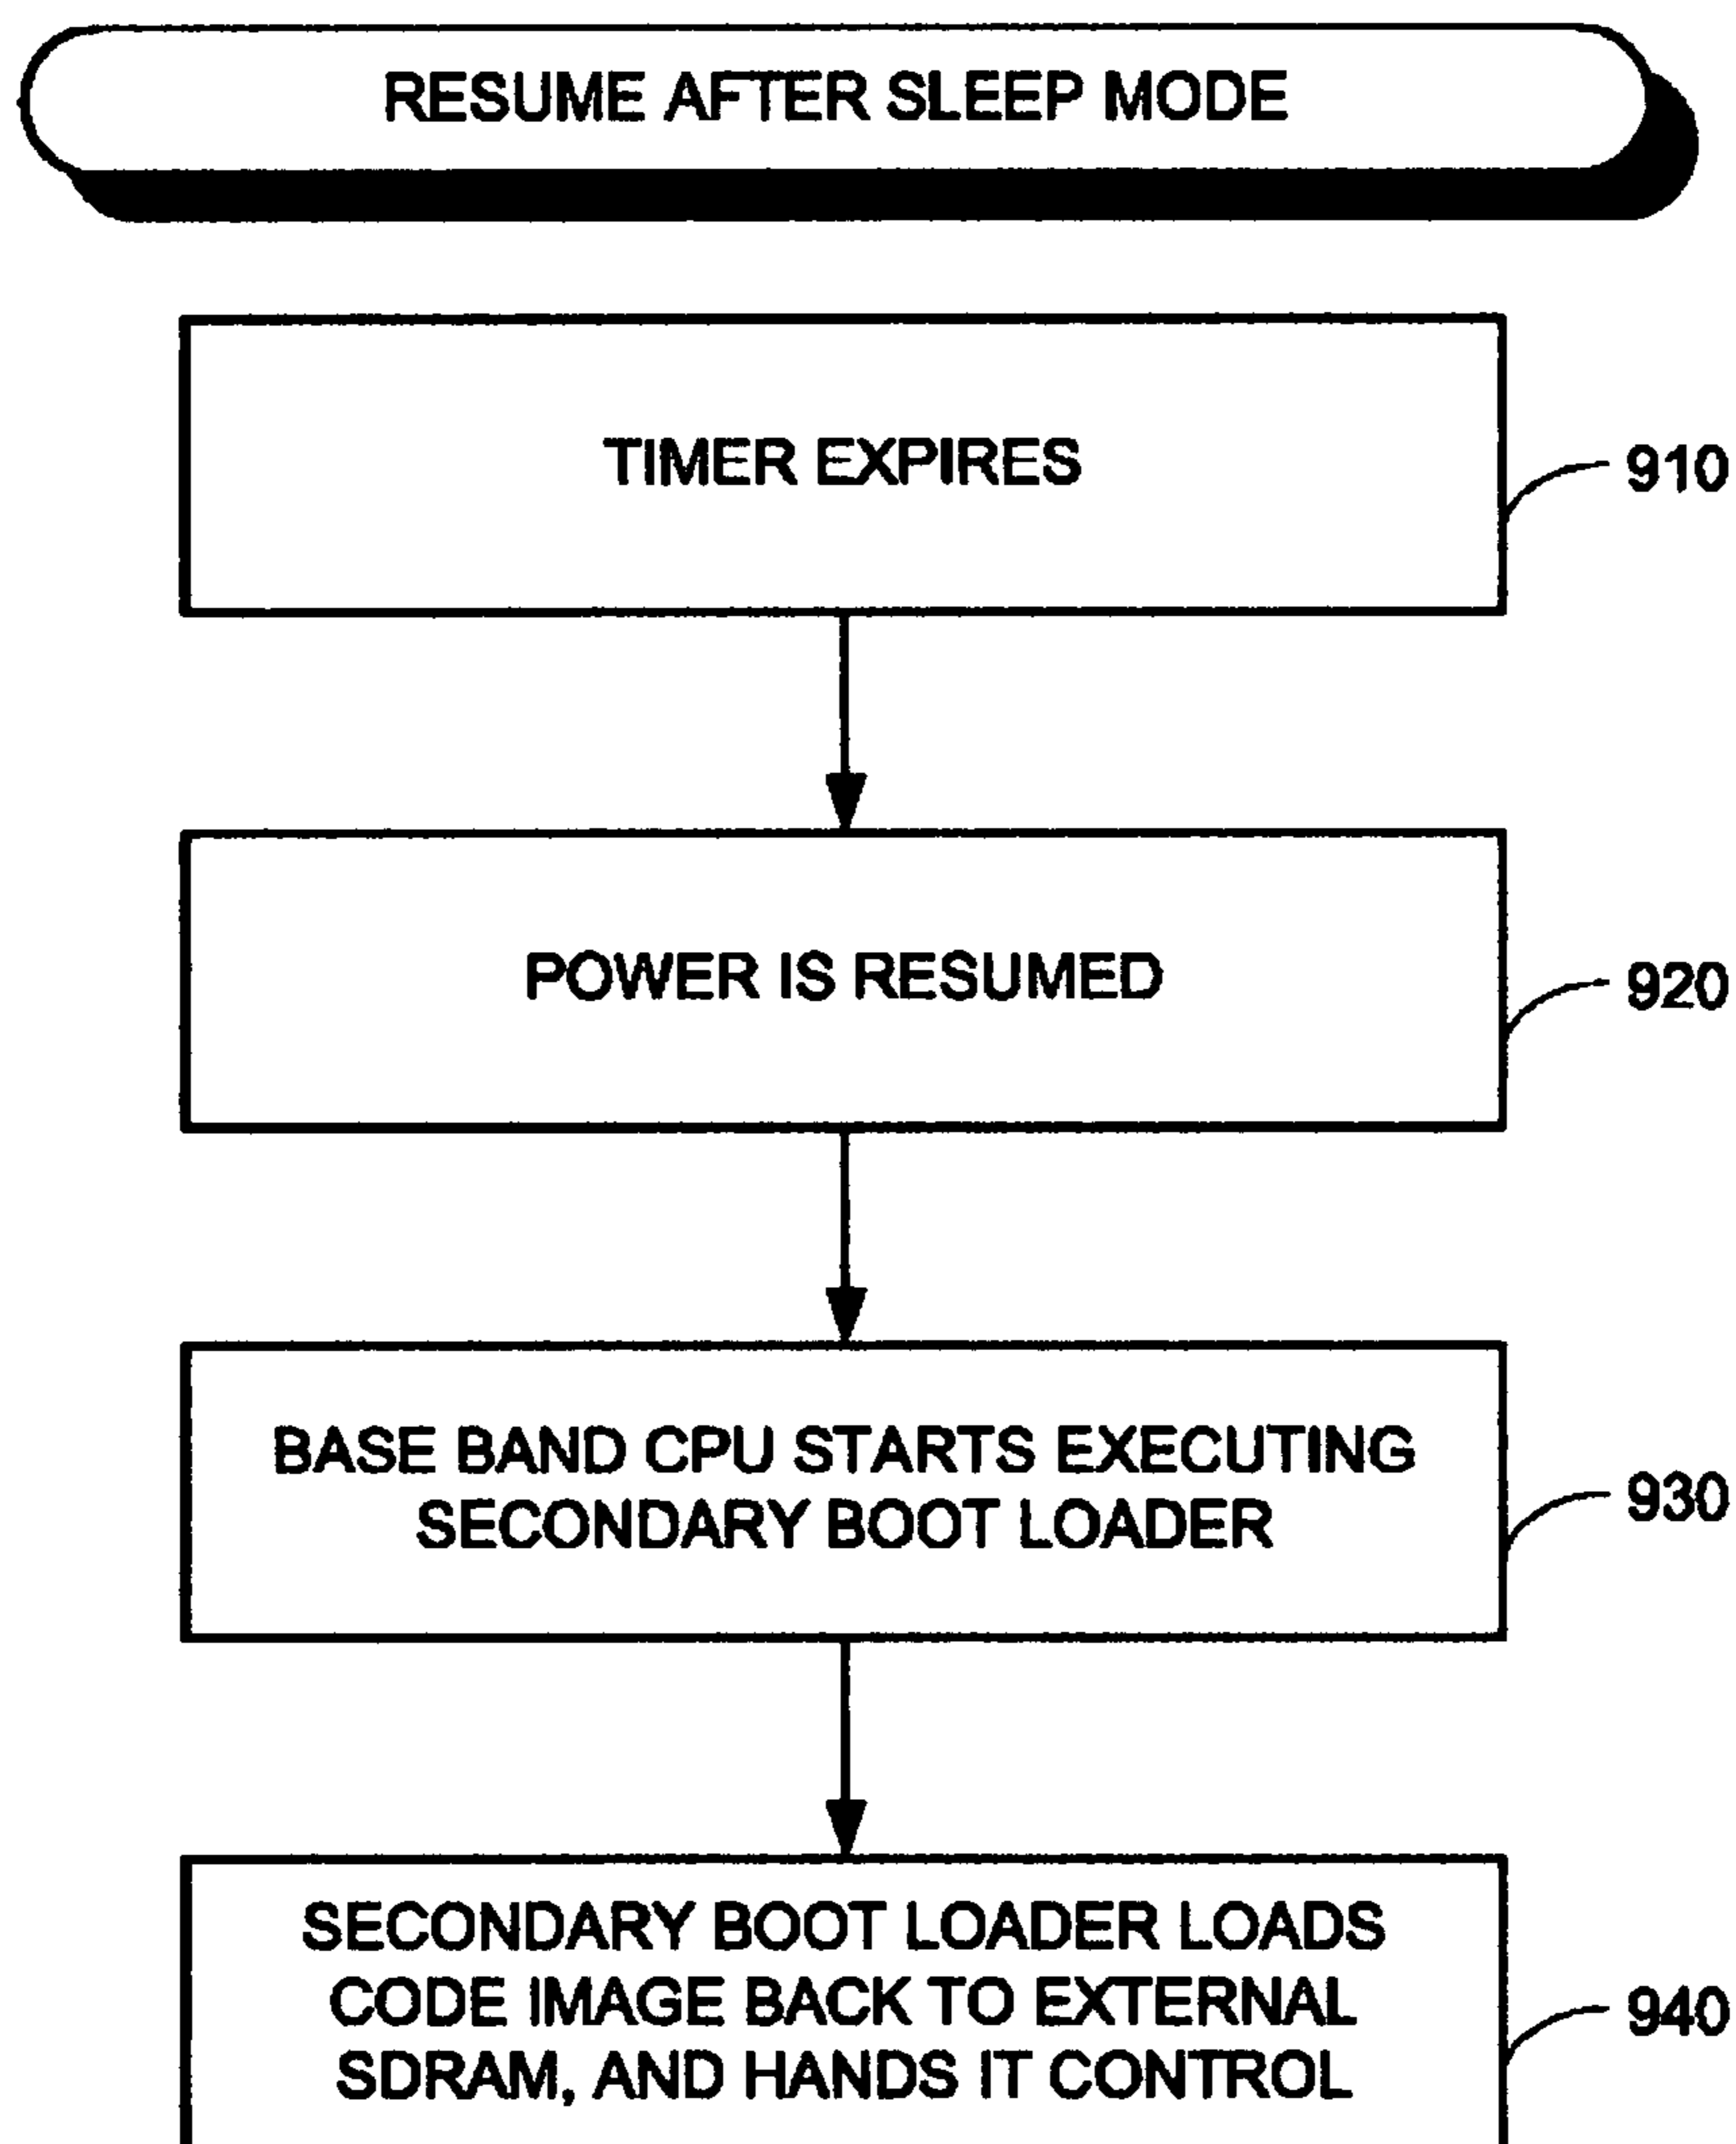 RESUME AFTER SLEEP MODE
TIMER EXPIRES
910
POWER IS RESUMED
920
BASE BAND CPU STARTS EXECUTING
SECONDARY BOOT LOADER
930
SECONDARY BOOT LOADER LOADS
CODE IMAGE BACK TO EXTERNAL
SDRAM, AND HANDS IT CONTROL
940